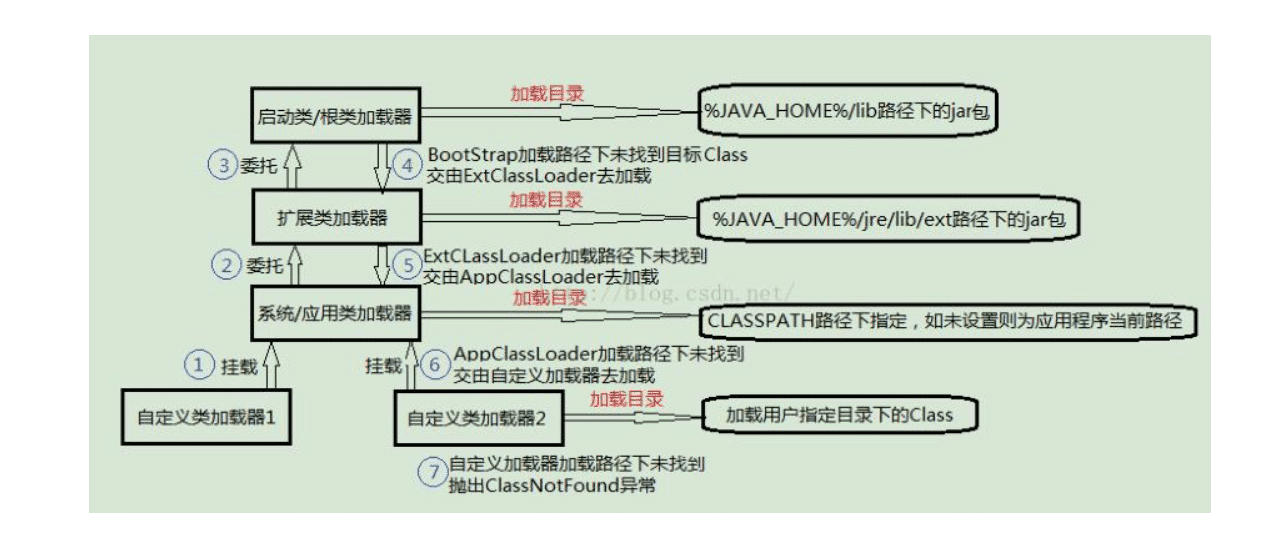 加载目录
启动类/根类加载器
%JAVA_HOME%/lib路径下的jar包
③ 委托
④ BootStrap加载路径下未找到目标Class
交由ExtClassLoader去加载
加载目录
扩展类加载器
%JAVA_HOME%/jre/lib/ext路径下的jar包
② 委托
⑤ ExtCLassLoader加载路径下未找到
交由AppClassLoader去加载
加载目录
://blog.csdn.net/
系统/应用类加载器
CLASSPATH路径下指定，如未设置则为应用程序当前路径
① 挂载
挂载
⑥ AppClassLoader加载路径下未找到
交由自定义加载器去加载
加载目录
自定义类加载器1
自定义类加载器2
加载用户指定目录下的Class
⑦ 自定义加载器加载路径下未找到
抛出ClassNotFound异常